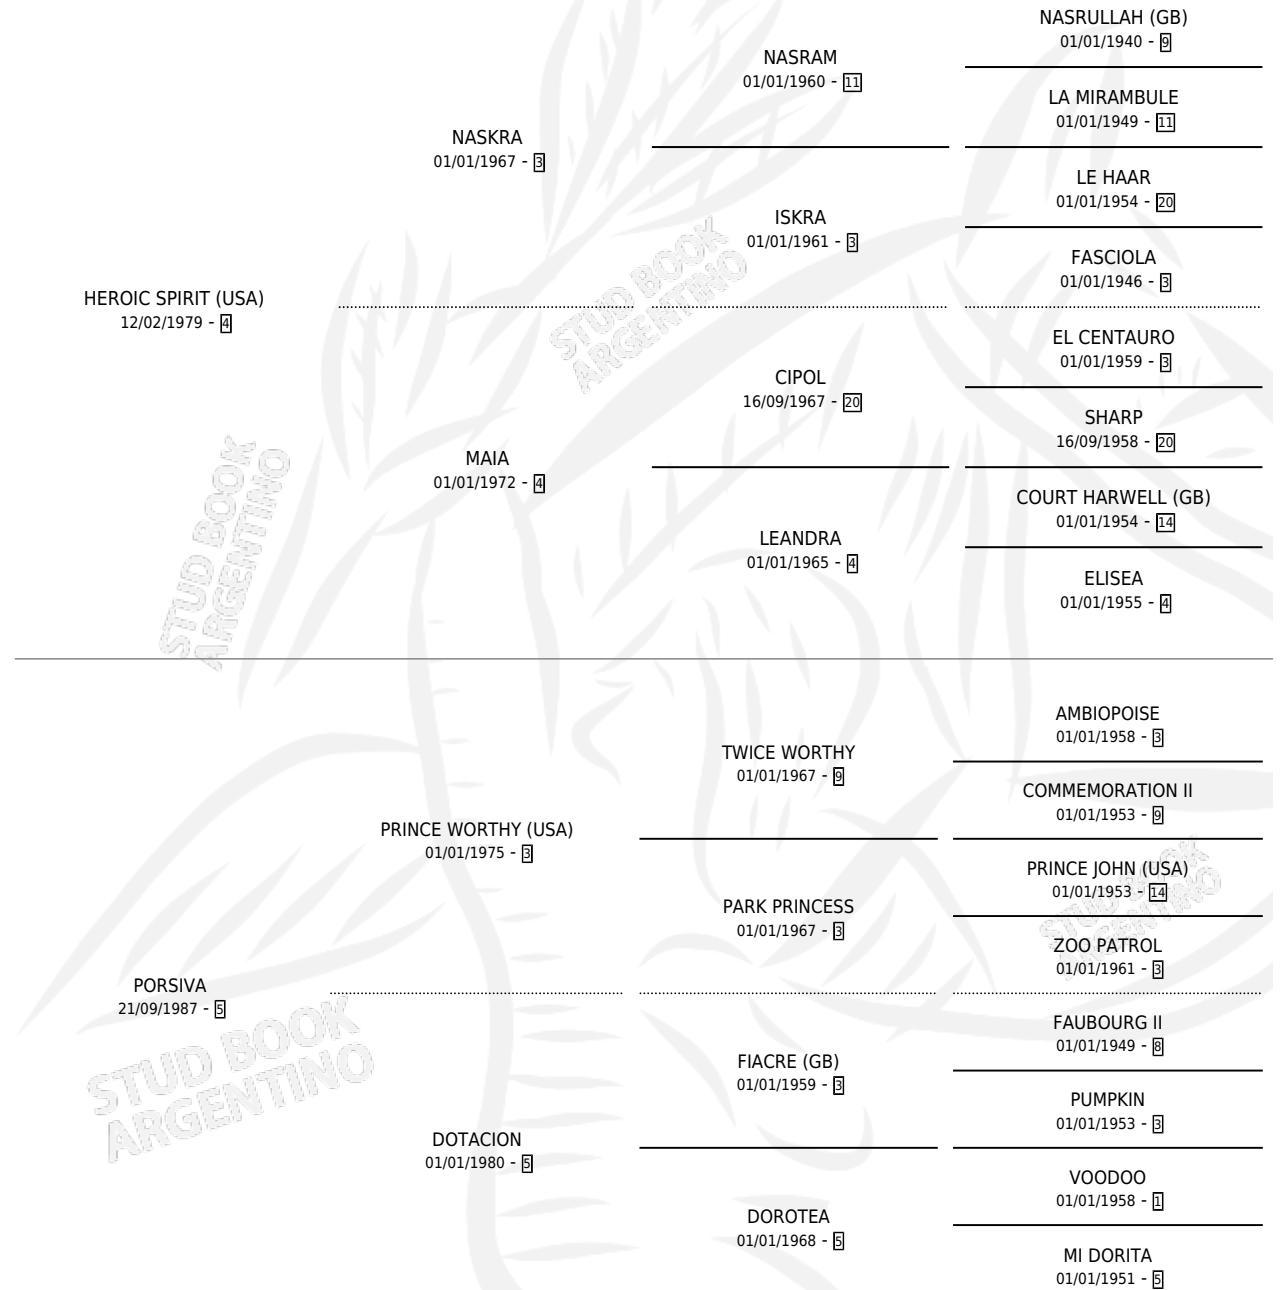 NASRULLAH (GB)
01/01/1940 - 9
NASRAM
01/01/1960 - 11
LA MIRAMBULE
01/01/1949 - 11
NASKRA
01/01/1967 - 3
LE HAAR
01/01/1954 - 20
ISKRA
01/01/1961 - 3
FASCIOLA
01/01/1946 - 3
HEROIC SPIRIT (USA)
12/02/1979 - 4
EL CENTAURO
01/01/1959 - 3
CIPOL
16/09/1967 - 20
SHARP
16/09/1958 - 20
MAIA
01/01/1972 - 4
COURT HARWELL (GB)
01/01/1954 - 14
LEANDRA
01/01/1965 - 4
ELISEA
01/01/1955 - 4
AMBIOPOISE
01/01/1958 - 3
TWICE WORTHY
01/01/1967 - 9
COMMEMORATION II
01/01/1953 - 9
PRINCE WORTHY (USA)
01/01/1975 - 3
PRINCE JOHN (USA)
01/01/1953 - 14
PARK PRINCESS
01/01/1967 - 3
ZOO PATROL
01/01/1961 - 3
PORSIVA
21/09/1987 - 5
FAUBOURG II
01/01/1949 - 8
FIACRE (GB)
01/01/1959 - 3
PUMPKIN
01/01/1953 - 3
DOTACION
01/01/1980 - 5
VOODOO
01/01/1958 - 1
DOROTEA
01/01/1968 - 5
MI DORITA
01/01/1951 - 5
STUD BOOK
ARGENTINO
STUD BOOK
ARGENTINO
STUD BOOK
ARGENTINO
STUD BOOK
ARGENTINO